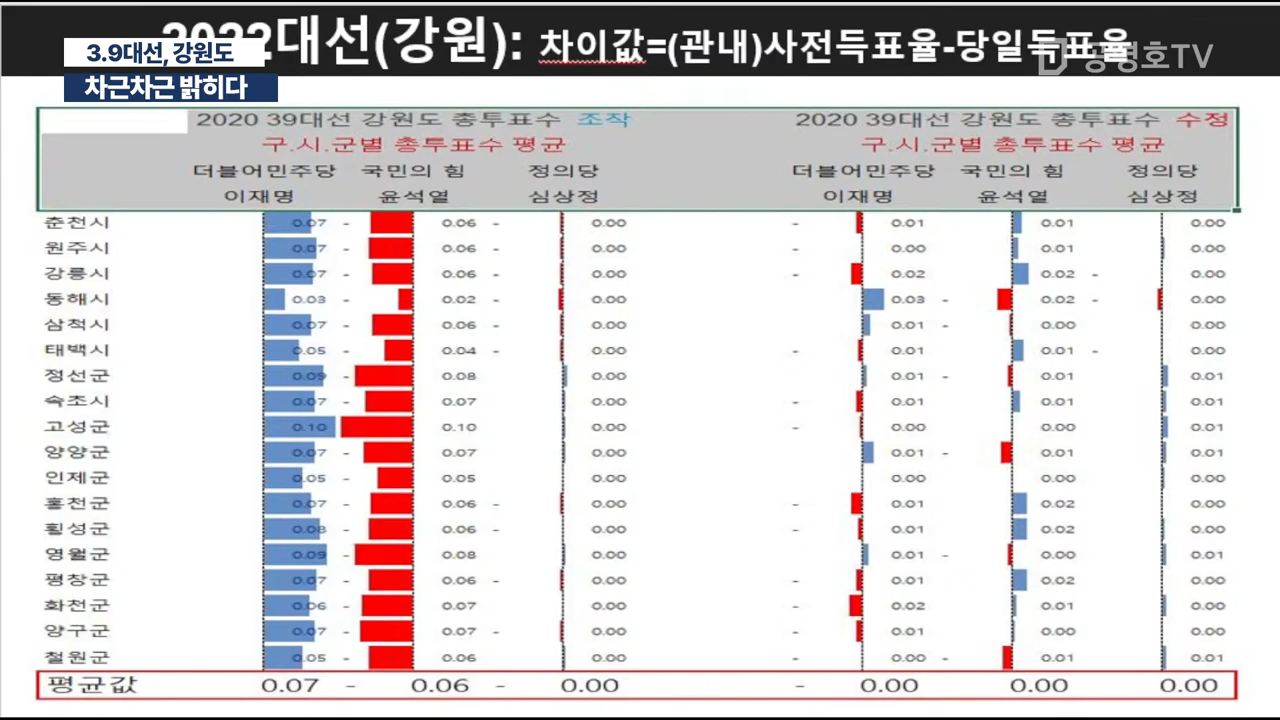 2022대선(강원): 차이값=(관내)사전득표율-당일득표율
3.9대선, 강원도
차근차근 밝히다
공병호TV
2020 39대선 강원도 총투표수 조작 2020 39대선 강원도 총투표수 수정
구.시.군별 총투표수 평균 구.시.군별 총투표수 평균
더불어민주당 국민의 힘 정의당 더불어민주당 국민의 힘 정의당
이재명 윤석열 심상정 이재명 윤석열 심상정
춘천시 0.07 - 0.06 - 0.00 - 0.01 0.01 0.00
원주시 0.07 - 0.06 - 0.00 - 0.00 0.01 0.00
강릉시 0.07 - 0.06 - 0.00 - 0.02 0.02 - 0.00
동해시 0.03 - 0.02 - 0.00 0.03 - 0.02 - 0.00
삼척시 0.07 - 0.06 - 0.00 0.01 - 0.00 0.00
태백시 0.05 - 0.04 - 0.00 - 0.01 0.01 - 0.00
정선군 0.09 - 0.08 0.00 0.01 - 0.01 0.01
속초시 0.07 - 0.07 0.00 - 0.01 0.01 0.01
고성군 0.10 - 0.10 0.00 - 0.00 0.00 0.01
양양군 0.07 - 0.07 0.00 0.01 - 0.01 0.01
인제군 0.05 - 0.05 0.00 0.00 0.00 0.00
홍천군 0.07 - 0.06 - 0.00 - 0.01 0.02 0.00
횡성군 0.08 - 0.06 - 0.00 - 0.01 0.02 0.00
영월군 0.09 - 0.08 0.00 0.01 - 0.00 0.01
평창군 0.07 - 0.06 - 0.00 - 0.01 0.02 0.00
화천군 0.06 - 0.07 0.00 - 0.02 0.01 0.00
양구군 0.07 - 0.07 - 0.00 - 0.01 0.00 0.00
철원군 0.05 - 0.06 0.00 - 0.00 - 0.01 0.01
평균값 0.07 - 0.06 - 0.00 - 0.00 0.00 0.00